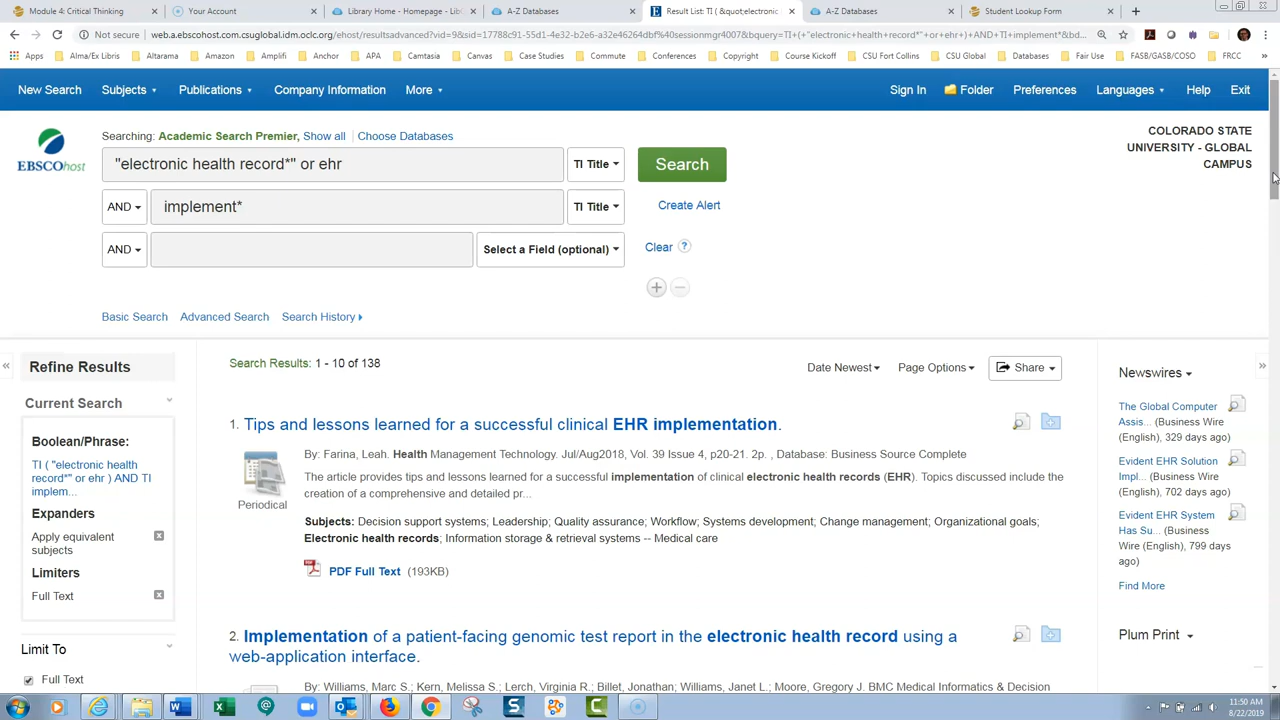 Module 4: Critical Thinking
Your Account
Library Home - Homepage - Lib
A-Z Databases
Result List: TI ( &quot;electronic
A-Z Databases
Student Lookup Form
Not secure | web.a.ebscohost.com.csuglobal.idm.oclc.org/ehost/resultsadvanced?vid=9&sid=17788c91-55d1-4e32-b2e6-a35e46264dbf%40sessionmgr4007&bquery=TI+(+"electronic+health+record*"+or+ehr+)+AND+TI+implement*&bd...
Apps Alma/Ex Libris Altarama Amazon Amplifi Anchor APA Camtasia Canvas Case Studies Commute Conferences Copyright Course Kickoff CSU Fort Collins CSU Global Databases Fair Use FASB/GASB/COSO FRCC »
New Search Subjects Publications Company Information More Sign In Folder Preferences Languages Help Exit
EBSCOhost
Searching: Academic Search Premier, Show all | Choose Databases
"electronic health record*" or ehr TI Title Search
AND implement* TI Title Create Alert
AND Select a Field (optional) Clear ?
Basic Search Advanced Search Search History
COLORADO STATE
UNIVERSITY - GLOBAL
CAMPUS
« Refine Results
Current Search
Boolean/Phrase:
TI ( "electronic health
record*" or ehr ) AND TI
implem...
Expanders
Apply equivalent
subjects
Limiters
Full Text
Limit To
Full Text
Search Results: 1 - 10 of 138
Date Newest Page Options Share
1. Tips and lessons learned for a successful clinical EHR implementation.
Periodical
By: Farina, Leah. Health Management Technology. Jul/Aug2018, Vol. 39 Issue 4, p20-21. 2p. , Database: Business Source Complete
The article provides tips and lessons learned for a successful implementation of clinical electronic health records (EHR). Topics discussed include the
creation of a comprehensive and detailed pr...
Subjects: Decision support systems; Leadership; Quality assurance; Workflow; Systems development; Change management; Organizational goals;
Electronic health records; Information storage & retrieval systems -- Medical care
PDF Full Text (193KB)
2. Implementation of a patient-facing genomic test report in the electronic health record using a
web-application interface.
By: Williams, Marc S.; Kern, Melissa S.; Lerch, Virginia R.; Billet, Jonathan; Williams, Janet L.; Moore, Gregory J. BMC Medical Informatics & Decision
Newswires »
The Global Computer
Assis... (Business Wire
(English), 329 days ago)
Evident EHR Solution
Impl... (Business Wire
(English), 702 days ago)
Evident EHR System
Has Su... (Business
Wire (English), 799 days
ago)
Find More
Plum Print
11:50 AM
8/22/2019